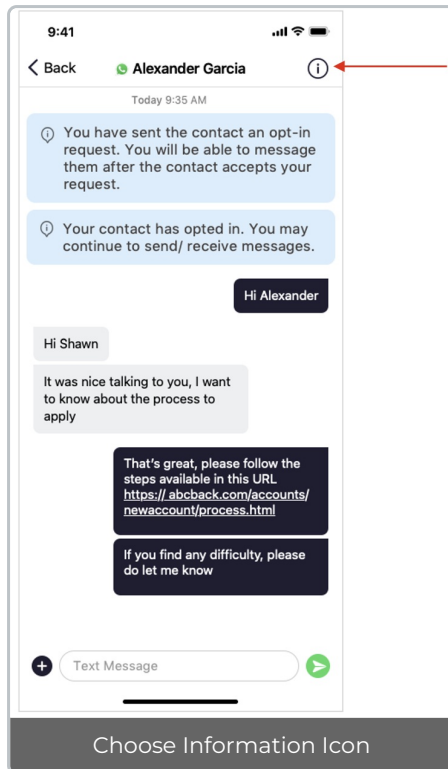 9:41
Back Alexander Garcia
Today 9:35 AM
You have sent the contact an opt-in
request. You will be able to message
them after the contact accepts your
request.
Your contact has opted in. You may
continue to send/ receive messages.
Hi Alexander
Hi Shawn
It was nice talking to you, I want
to know about the process to
apply
That's great, please follow the
steps available in this URL
https:// abcback.com/accounts/
newaccount/process.html
If you find any difficulty, please
do let me know
Text Message
Choose Information Icon